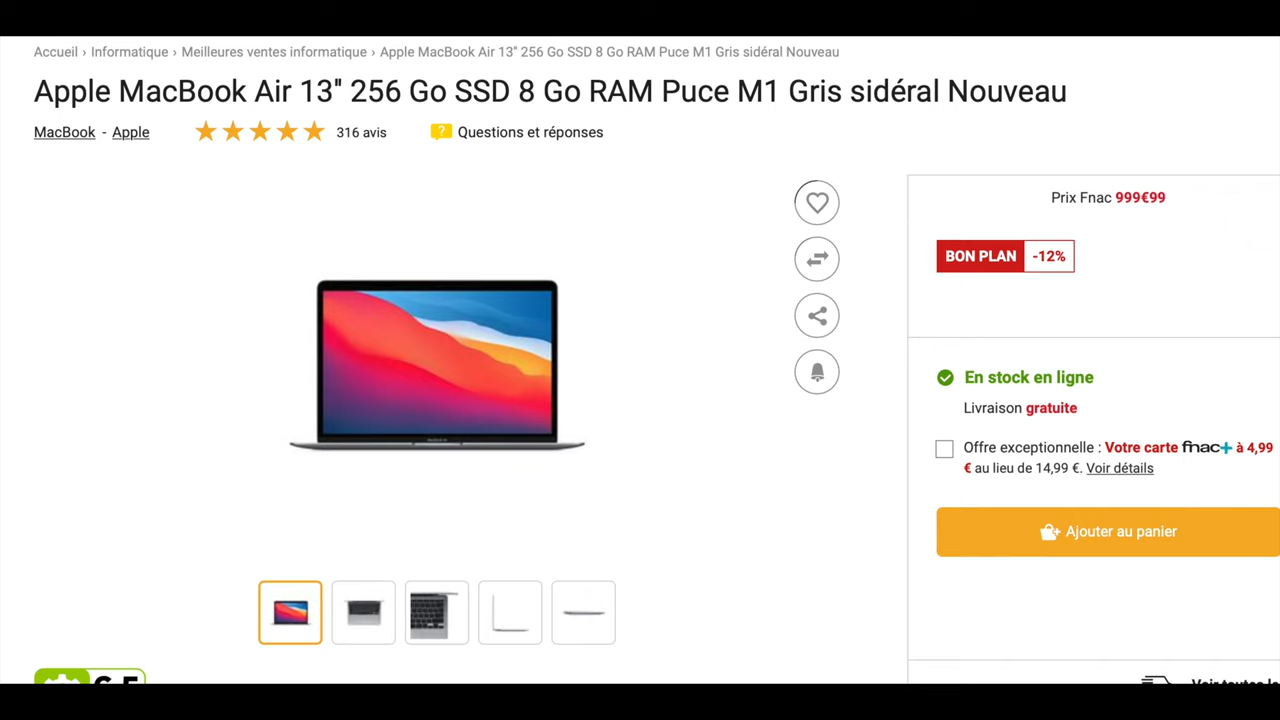 Accueil › Informatique › Meilleures ventes informatique › Apple MacBook Air 13" 256 Go SSD 8 Go RAM Puce M1 Gris sidéral Nouveau
Apple MacBook Air 13" 256 Go SSD 8 Go RAM Puce M1 Gris sidéral Nouveau
MacBook - Apple 316 avis ? Questions et réponses
Prix Fnac 999€99
BON PLAN -12%
En stock en ligne
Livraison gratuite
Offre exceptionnelle : Votre carte fnac+ à 4,99
€ au lieu de 14,99 €. Voir détails
Ajouter au panier